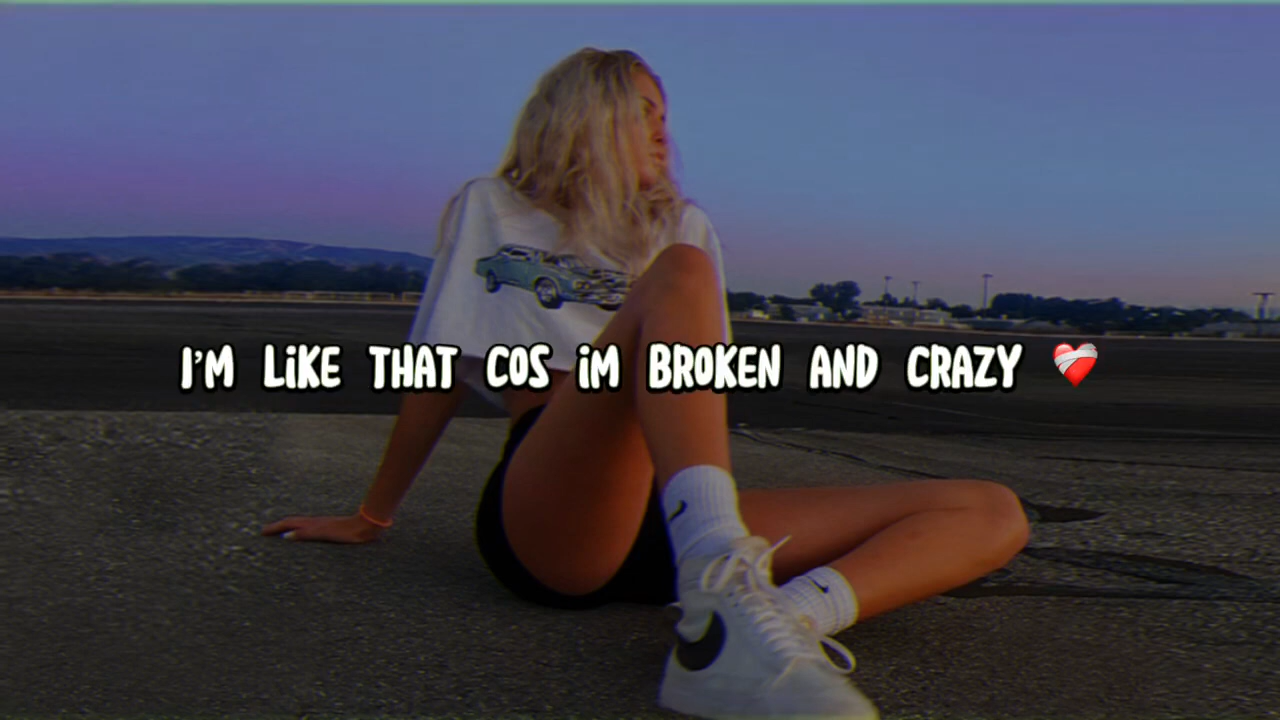 I'M LiKE THAT COS iM BROKEN AND CRAZY ❤️‍🩹